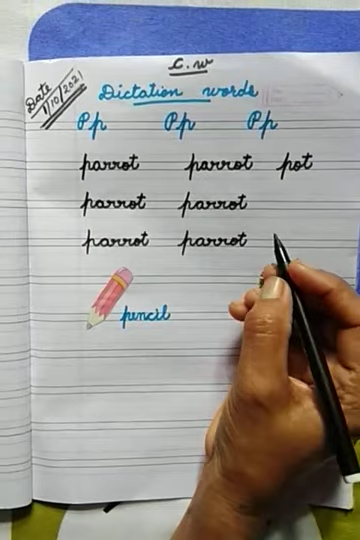 C.W
Date
1/10/2021
Dictation words
Pp Pp Pp
parrot parrot pot
parrot parrot
parrot parrot
pencil